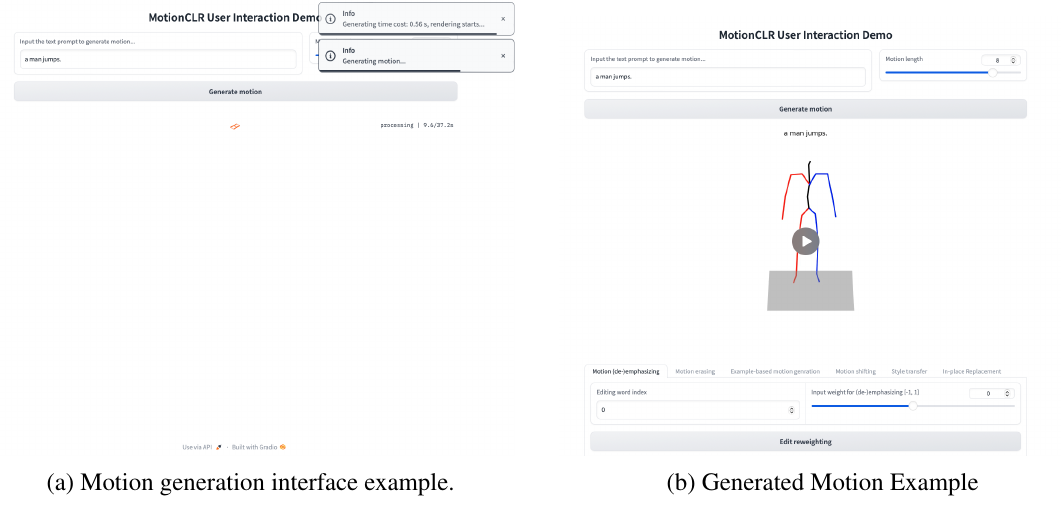 MotionCLR User Interaction Demo
Info
Generating time cost: 0.56 s, rendering starts...
Info
Generating motion...
Input the text prompt to generate motion...
a man jumps.
Generate motion
processing | 9.6/37.2s
Use via API · Built with Gradio
(a) Motion generation interface example.
MotionCLR User Interaction Demo
Input the text prompt to generate motion...
a man jumps.
Motion length
8
Generate motion
a man jumps.
Motion (de-)emphasizing Motion erasing Example-based motion genvation Motion shifting Style transfer In-place Replacement
Editing word index
0
Input weight for (de-)emphasizing [-1, 1]
0
Edit reweighting
(b) Generated Motion Example